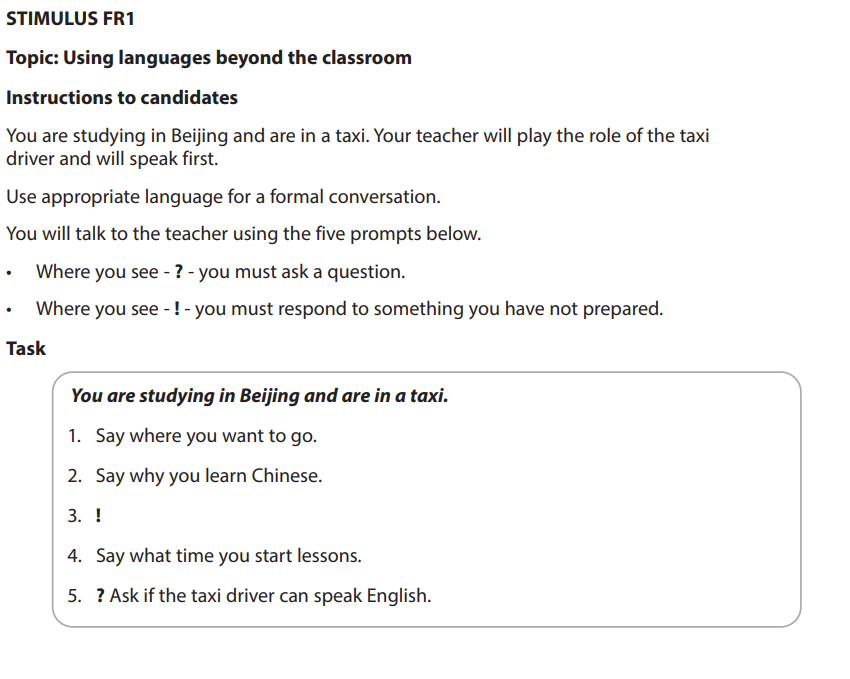 STIMULUS FR1
Topic: Using languages beyond the classroom
Instructions to candidates
You are studying in Beijing and are in a taxi. Your teacher will play the role of the taxi
driver and will speak first.
Use appropriate language for a formal conversation.
You will talk to the teacher using the five prompts below.
• Where you see - ? - you must ask a question.
• Where you see - ! - you must respond to something you have not prepared.
Task
You are studying in Beijing and are in a taxi.
1. Say where you want to go.
2. Say why you learn Chinese.
3. !
4. Say what time you start lessons.
5. ? Ask if the taxi driver can speak English.